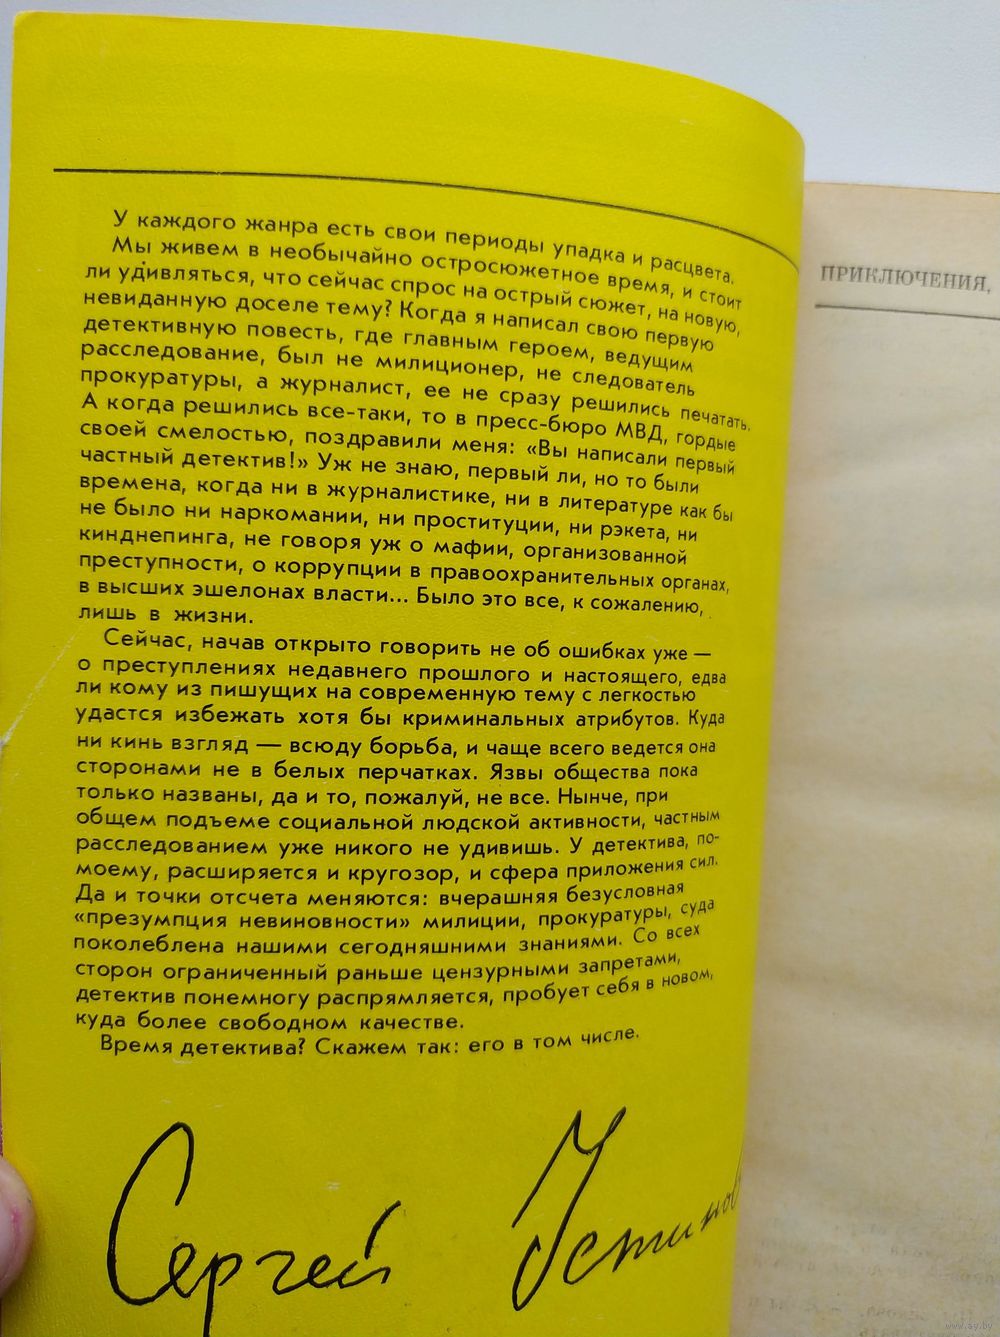 У каждого жанра есть свои периоды упадка и расцвета.
Мы живем в необычайно остросюжетное время, и стоит
ли удивляться, что сейчас спрос на острый сюжет, на новую,
невиданную доселе тему? Когда я написал свою первую
детективную повесть, где главным героем, ведущим
расследование, был не милиционер, не следователь
прокуратуры, а журналист, ее не сразу решились печатать.
А когда решились все-таки, то в пресс-бюро МВД, гордые
своей смелостью, поздравили меня: «Вы написали первый
частный детектив!» Уж не знаю, первый ли, но то были
времена, когда ни в журналистике, ни в литературе как бы
не было ни наркомании, ни проституции, ни рэкета, ни
кинднепинга, не говоря уж о мафии, организованной
преступности, о коррупции в правоохранительных органах,
в высших эшелонах власти... Было это все, к сожалению,
лишь в жизни.
Сейчас, начав открыто говорить не об ошибках уже —
о преступлениях недавнего прошлого и настоящего, едва
ли кому из пишущих на современную тему с легкостью
удастся избежать хотя бы криминальных атрибутов. Куда
ни кинь взгляд — всюду борьба, и чаще всего ведется она
сторонами не в белых перчатках. Язвы общества пока
только названы, да и то, пожалуй, не все. Нынче, при
общем подъеме социальной людской активности, частным
расследованием уже никого не удивишь. У детектива, по-
моему, расширяется и кругозор, и сфера приложения сил.
Да и точки отсчета меняются: вчерашняя безусловная
«презумпция невиновности» милиции, прокуратуры, суда
поколеблена нашими сегодняшними знаниями. Со всех
сторон ограниченный раньше цензурными запретами,
детектив понемногу распрямляется, пробует себя в новом,
куда более свободном качестве.
Время детектива? Скажем так: его в том числе.
Сергей Устинов
ПРИКЛЮЧЕНИЯ,
www.ay.by